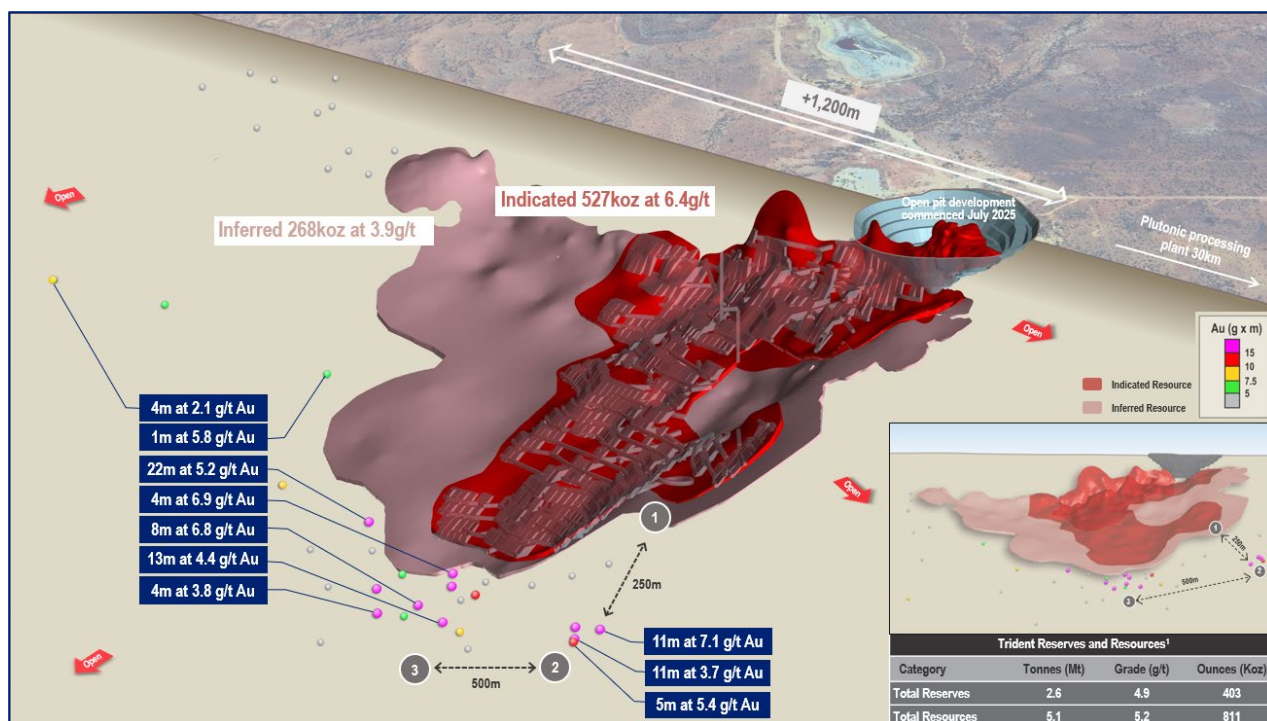 +1,200m
Open
Indicated 527koz at 6.4g/t
Inferred 268koz at 3.9g/t
Open pit development
commenced July 2025
Plutonic processing
plant 30km
Open
Au (g x m)
15
10
7.5
5
Indicated Resource
Inferred Resource
4m at 2.1 g/t Au
1m at 5.8 g/t Au
22m at 5.2 g/t Au
4m at 6.9 g/t Au
8m at 6.8 g/t Au
13m at 4.4 g/t Au
4m at 3.8 g/t Au
Open
1
250m
11m at 7.1 g/t Au
11m at 3.7 g/t Au
5m at 5.4 g/t Au
Open
3
500m
2
1
250m
2
500m
3
Trident Reserves and Resources1
Category Tonnes (Mt) Grade (g/t) Ounces (Koz)
Total Reserves 2.6 4.9 403
Total Resources 5.1 5.2 811